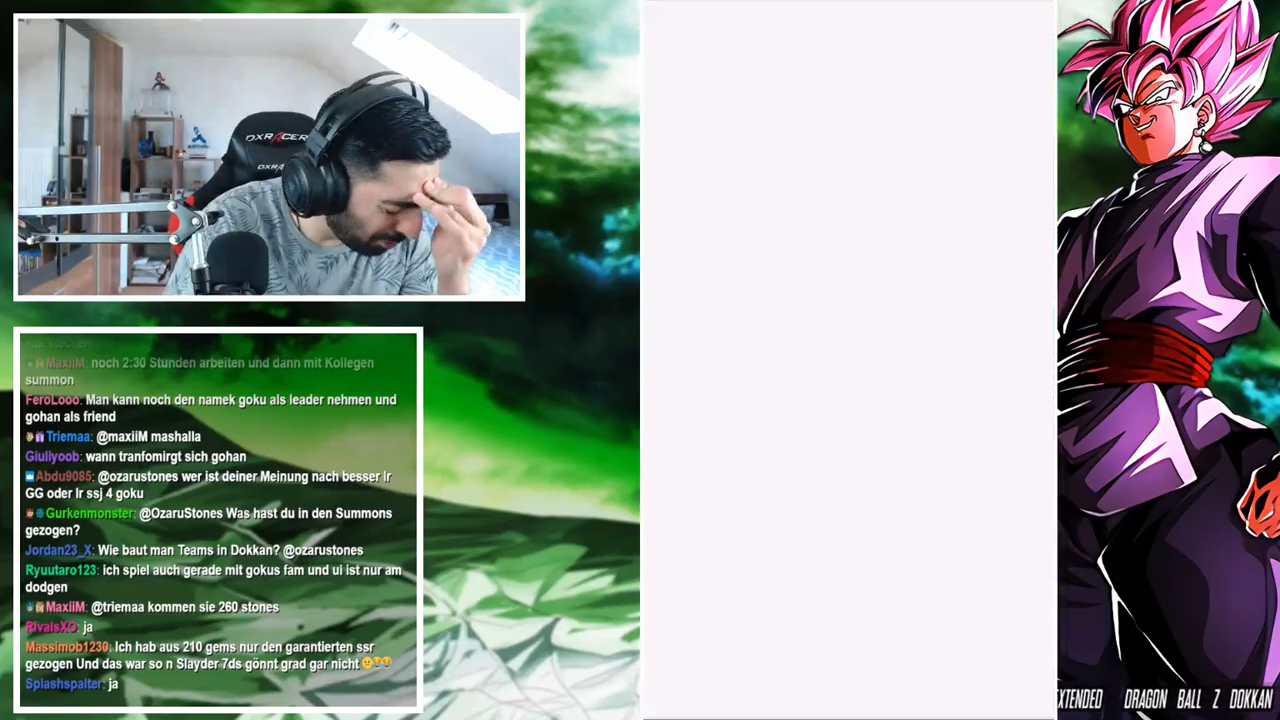 DXRACER
DXRA
MaxiiM: noch 2:30 Stunden arbeiten und dann mit Kollegen
summon
FeroLooo: Man kann noch den namek goku als leader nehmen und
gohan als friend
Triemaa: @maxiiM mashalla
Giuliyoob: wann tranfomirgt sich gohan
Abdu9085: @ozarustones wer ist deiner Meinung nach besser lr
GG oder lr ssj 4 goku
Gurkenmonster: @OzaruStones Was hast du in den Summons
gezogen?
Jordan23_X: Wie baut man Teams in Dokkan? @ozarustones
Ryuutaro123: ich spiel auch gerade mit gokus fam und ui ist nur am
dodgen
MaxiiM: @triemaa kommen sie 260 stones
RivalsXO: ja
Massimob1230: Ich hab aus 210 gems nur den garantierten ssr
gezogen Und das war so n Slayder 7ds gönnt grad gar nicht
Splashspalter: ja
EXTENDED DRAGON BALL Z DOKKAN